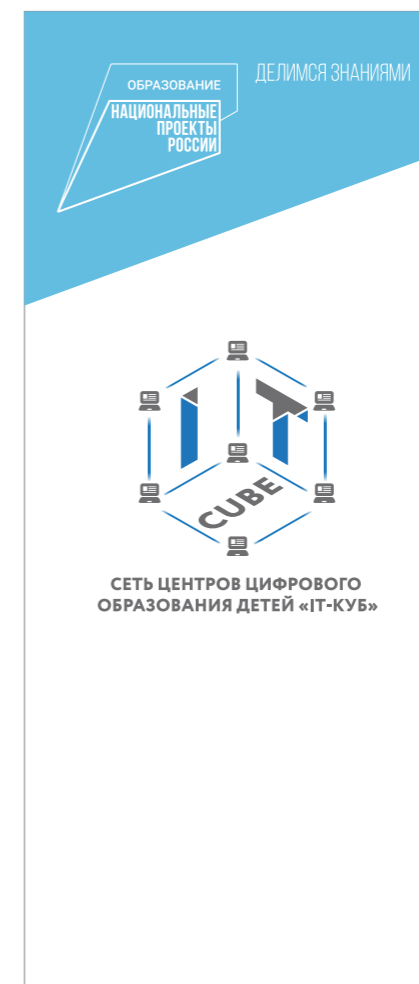 ДЕЛИМСЯ ЗНАНИЯМИ
ОБРАЗОВАНИЕ
НАЦИОНАЛЬНЫЕ
ПРОЕКТЫ
РОССИИ
IT
CUBE
СЕТЬ ЦЕНТРОВ ЦИФРОВОГО
ОБРАЗОВАНИЯ ДЕТЕЙ «IT-КУБ»